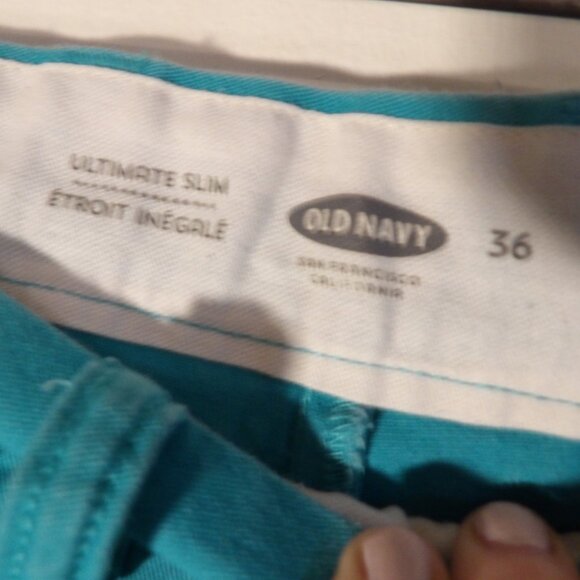 ULTIMATE SLIM
ÉTROIT INÉGALÉ
OLD NAVY
SAN FRANCISCO
CALIFORNIA
36